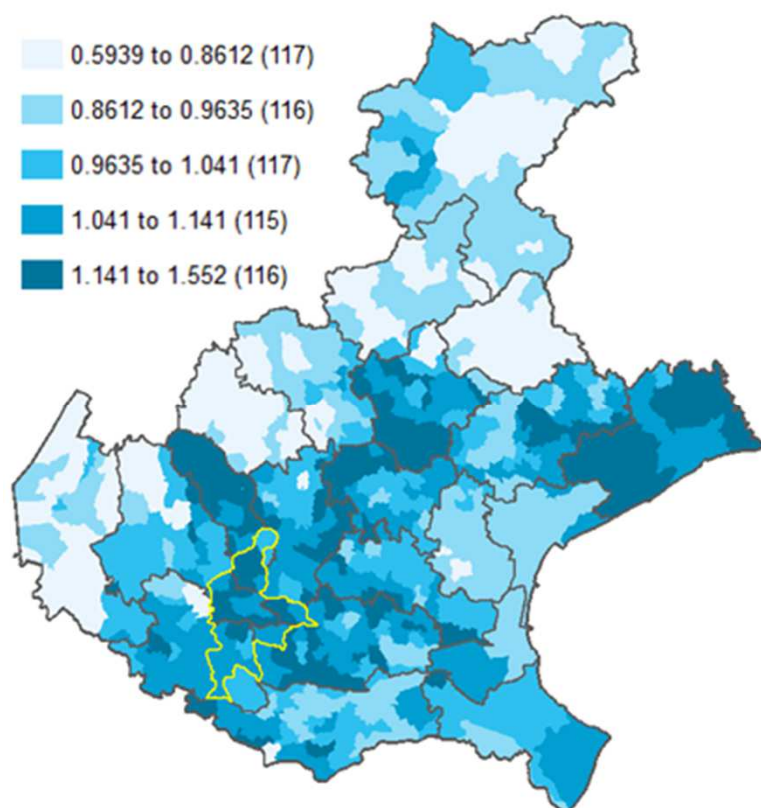 0.5939 to 0.8612 (117)
0.8612 to 0.9635 (116)
0.9635 to 1.041 (117)
1.041 to 1.141 (115)
1.141 to 1.552 (116)